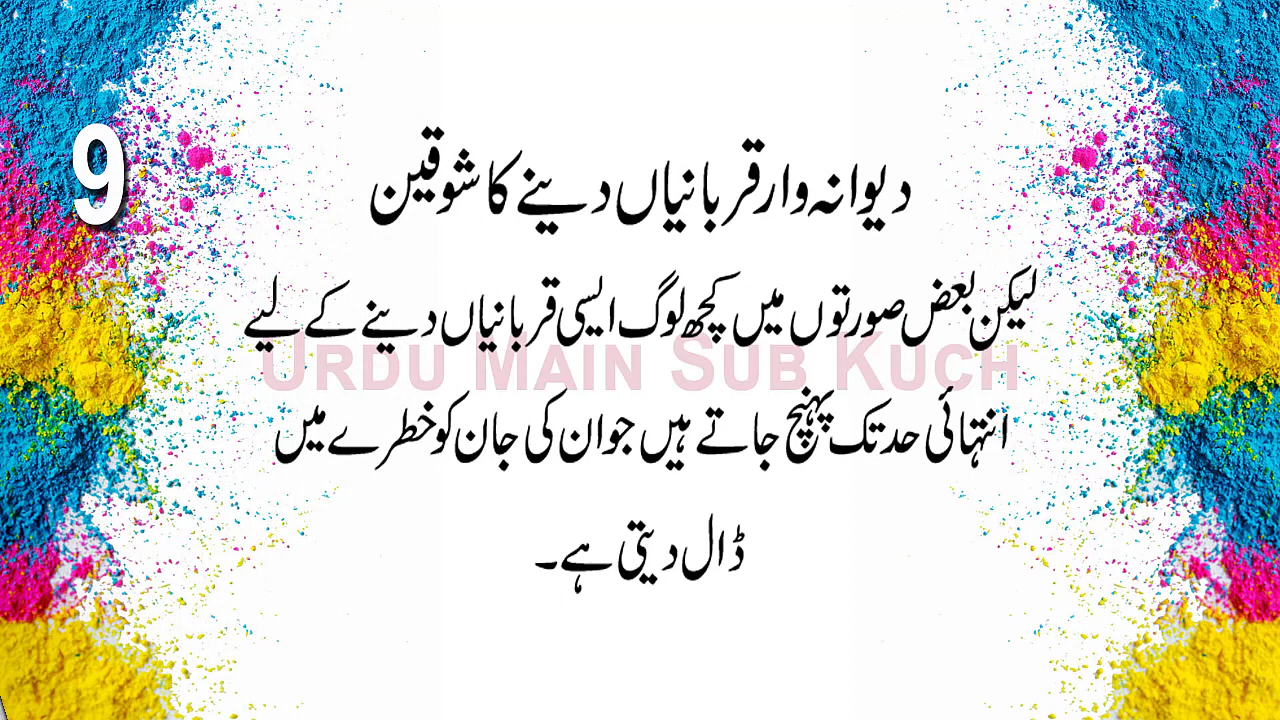 9
دیوانہ وار قربانیاں دینے کا شوقین
لیکن بعض صورتوں میں کچھ لوگ ایسی قربانیاں دینے کے لیے
URDU MAIN SUB KUCH
انتہائی حد تک پہنچ جاتے ہیں جو ان کی جان کو خطرے میں
ڈال دیتی ہے۔